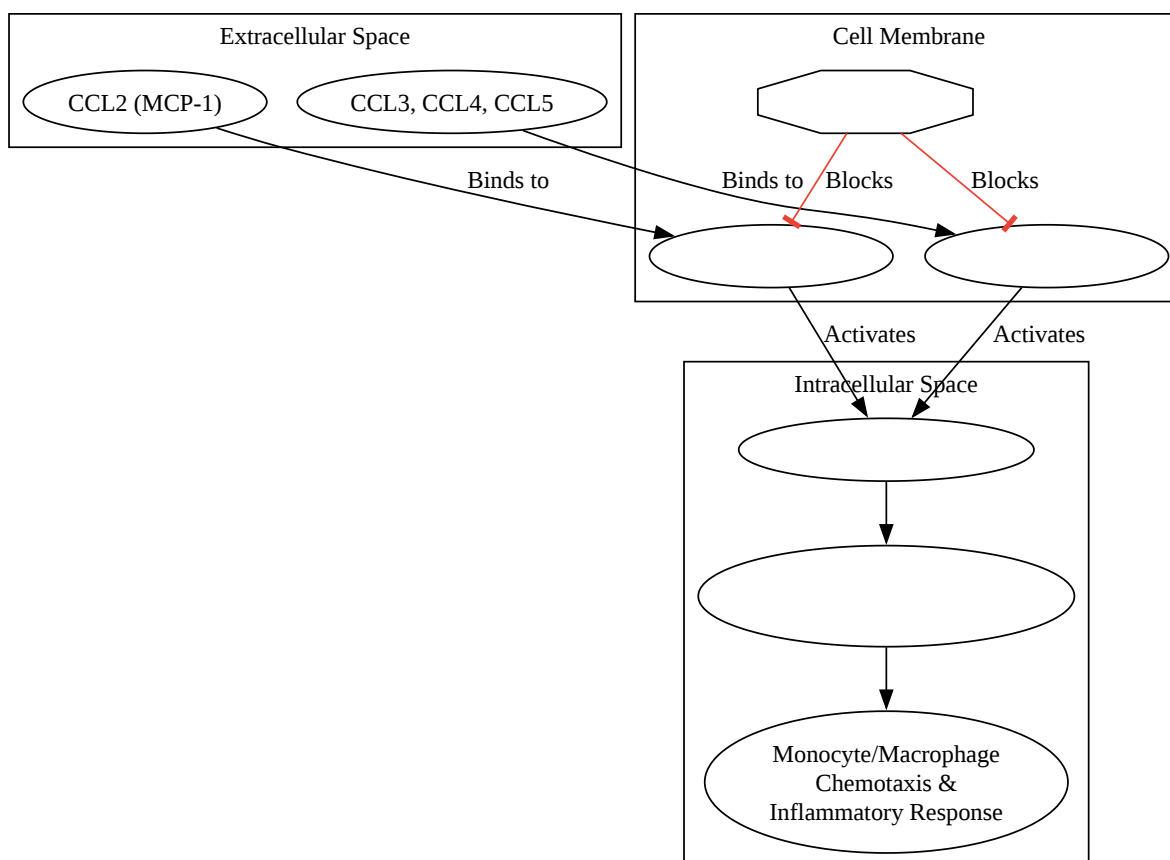 Extracellular Space
Cell Membrane
CCL2 (MCP-1)
CCL3, CCL4, CCL5
Binds to
Binds to
Blocks
Blocks
Activates
Activates
Intracellular Space
Monocyte/Macrophage
Chemotaxis &
Inflammatory Response